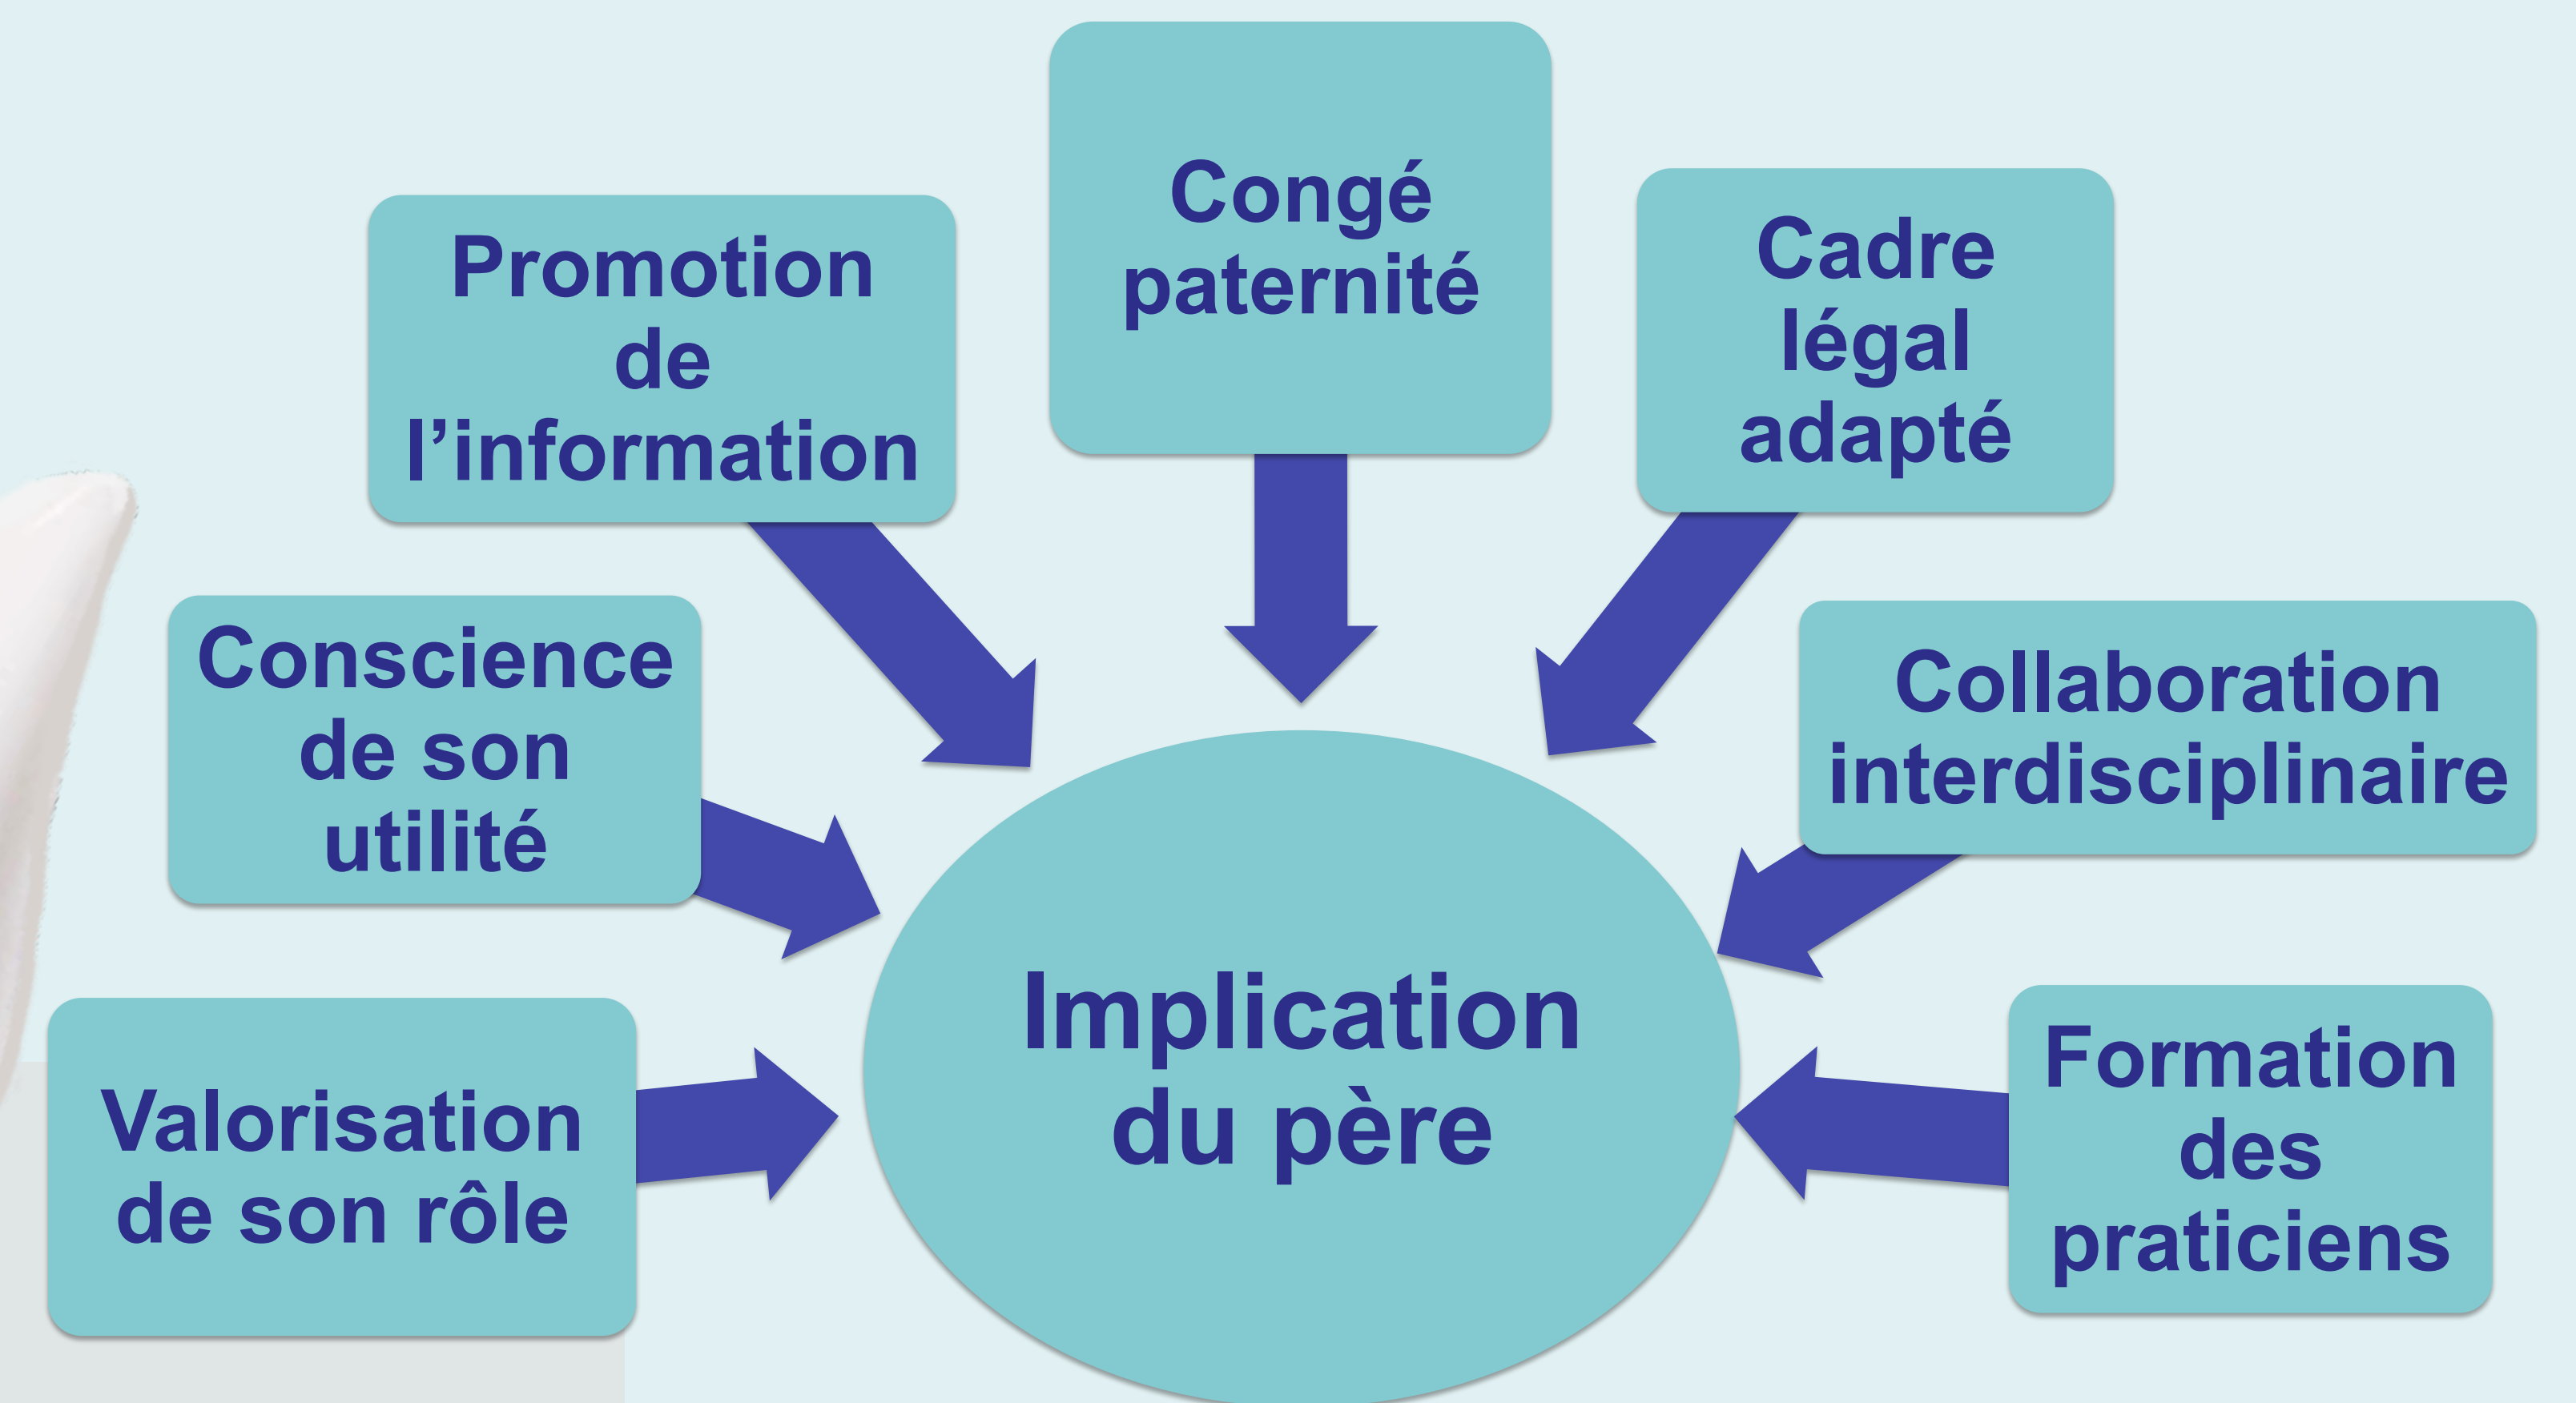 Congé
paternité
Promotion
de
l’information
Cadre
légal
adapté
Conscience
de son
utilité
Collaboration
interdisciplinaire
Valorisation
de son rôle
Implication
du père
Formation
des
praticiens